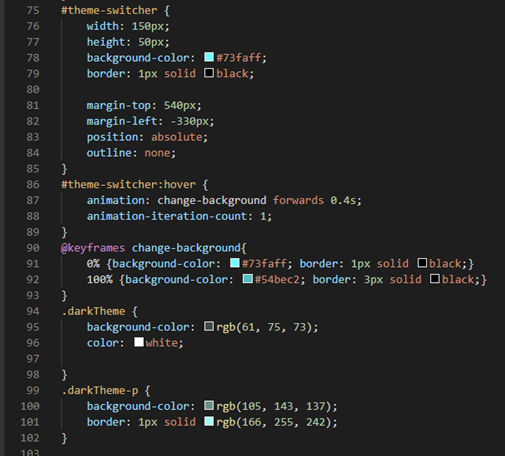 75 #theme-switcher {
76 width: 150px;
77 height: 50px;
78 background-color: #73faff;
79 border: 1px solid black;
80
81 margin-top: 540px;
82 margin-left: -330px;
83 position: absolute;
84 outline: none;
85 }
86 #theme-switcher:hover {
87 animation: change-background forwards 0.4s;
88 animation-iteration-count: 1;
89 }
90 @keyframes change-background{
91 0% {background-color: #73faff; border: 1px solid black;}
92 100% {background-color: #54bec2; border: 3px solid black;}
93 }
94 .darkTheme {
95 background-color: rgb(61, 75, 73);
96 color: white;
97
98 }
99 .darkTheme-p {
100 background-color: rgb(105, 143, 137);
101 border: 1px solid rgb(166, 255, 242);
102 }
103